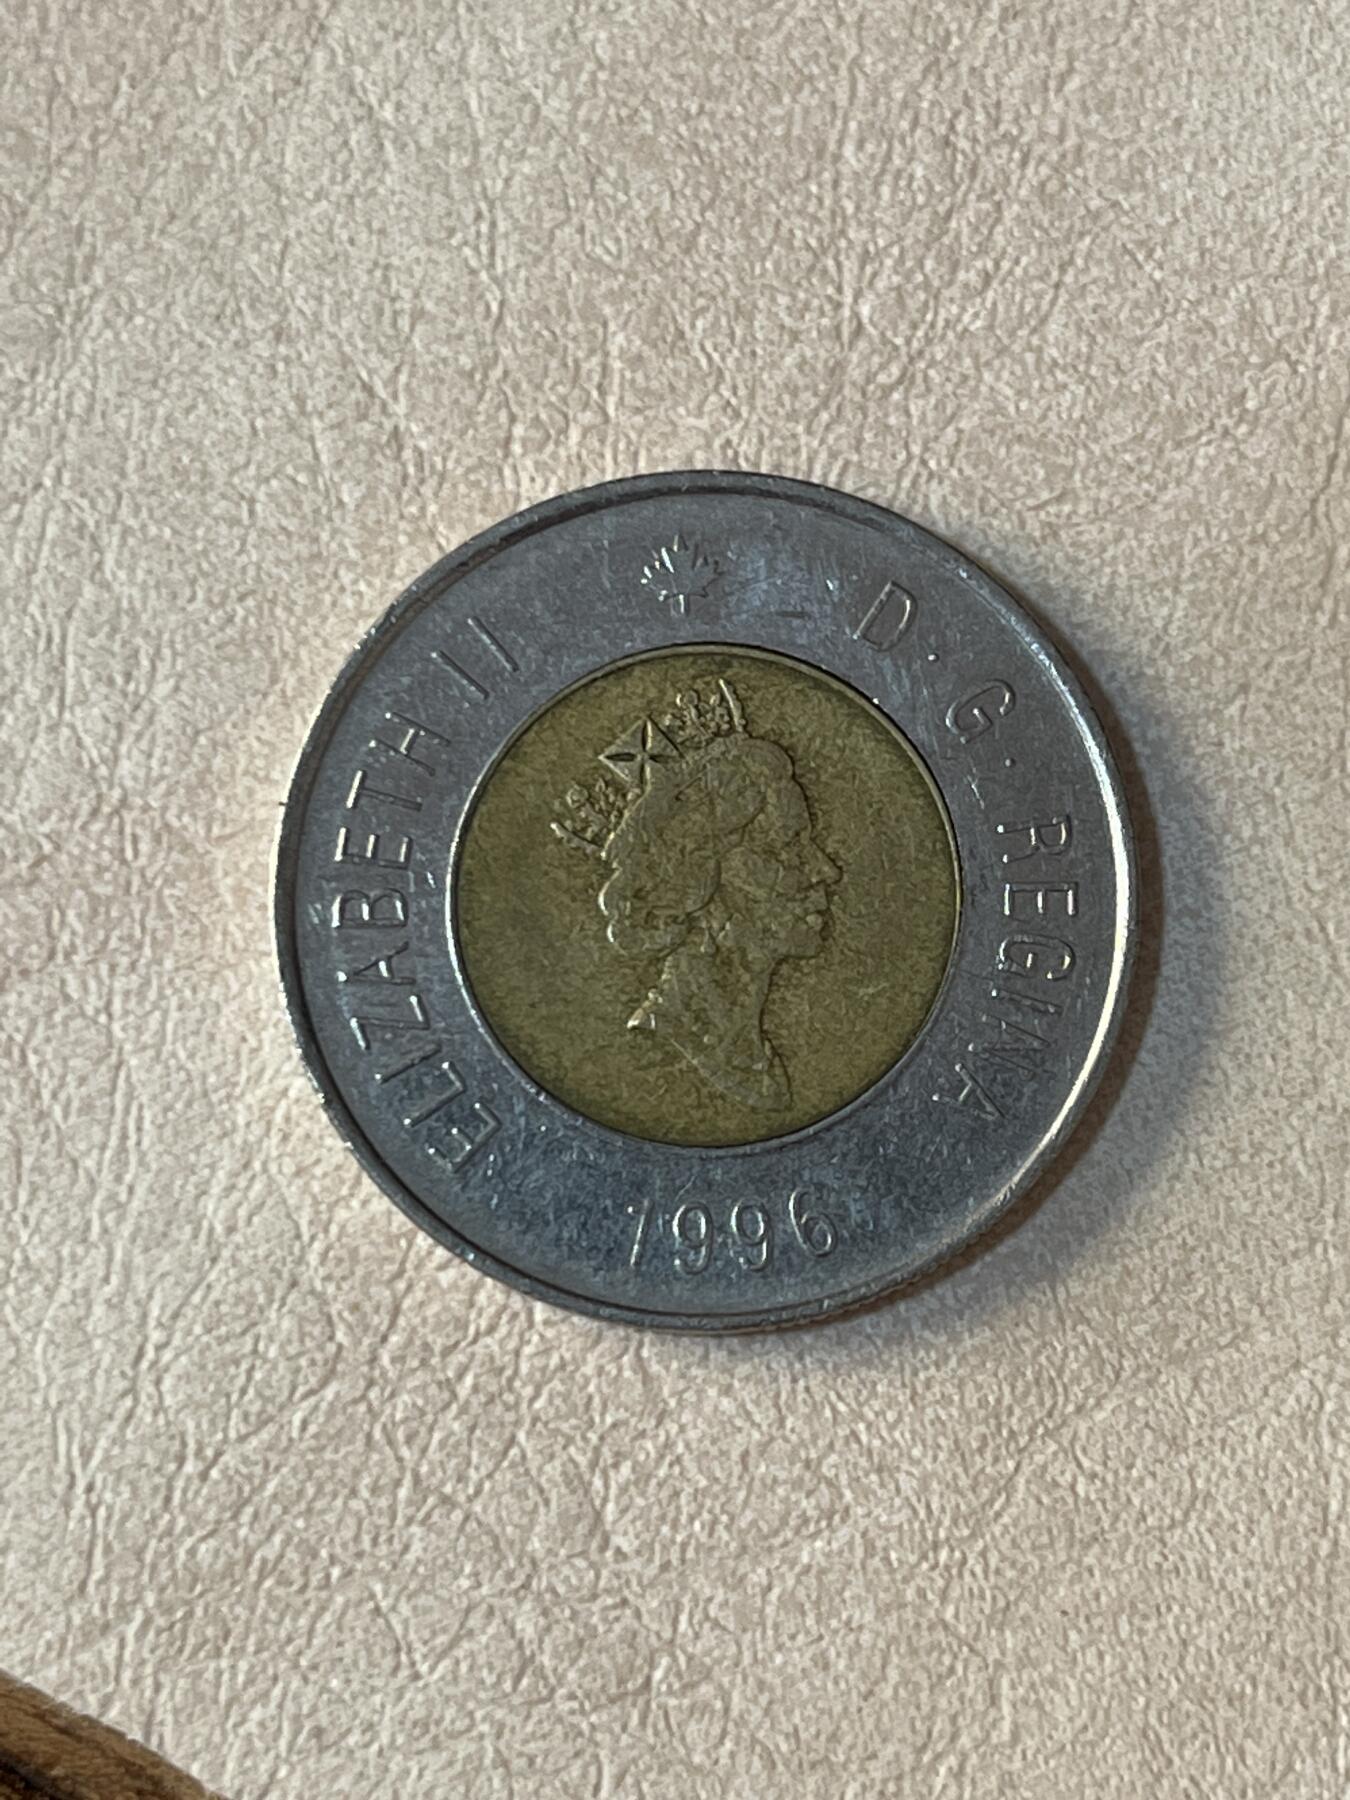 ELIZABETH II
D·G·REGINA
1996